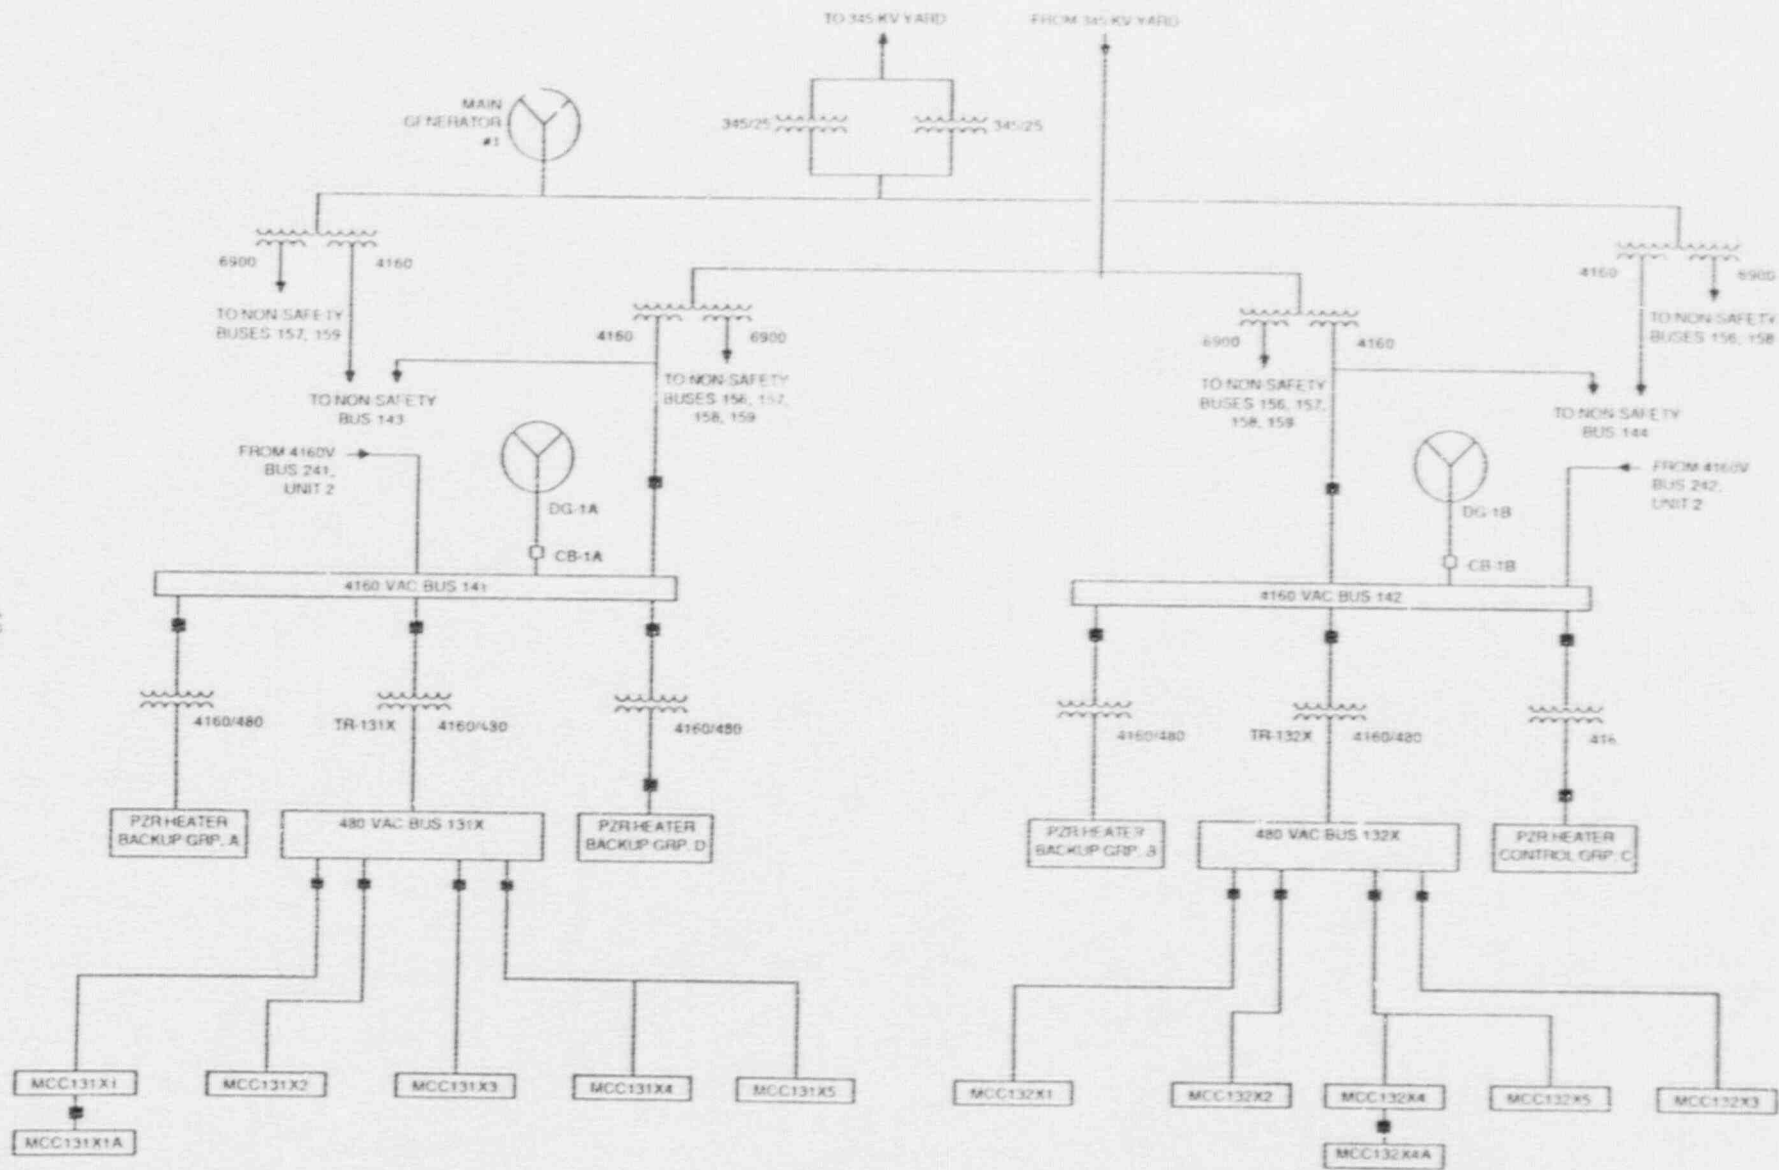 TO 345 KV YARD
FROM 345 KV YARD
MAIN
GENERATOR
#1
345/25
345/25
6900
4160
TO NON-SAFETY
BUSES 157, 159
4160
6900
TO NON-SAFETY
BUSES 156, 157,
158, 159
TO NON-SAFETY
BUS 143
6900
4160
TO NON-SAFETY
BUSES 156, 157,
158, 159
4160
6900
TO NON-SAFETY
BUSES 156, 158
TO NON-SAFETY
BUS 144
FROM 4160V
BUS 241,
UNIT 2
DG-1A
CB-1A
DG-1B
CB-1B
FROM 4160V
BUS 242,
UNIT 2
4160 VAC BUS 141
4160 VAC BUS 142
4160/480
TR-131X
4160/480
4160/480
4160/480
TR-132X
4160/480
416
PZR HEATER
BACKUP GRP. A
480 VAC BUS 131X
PZR HEATER
BACKUP GRP. D
PZR HEATER
BACKUP GRP. B
480 VAC BUS 132X
PZR HEATER
CONTROL GRP. C
MCC131X1
MCC131X2
MCC131X3
MCC131X4
MCC131X5
MCC132X1
MCC132X2
MCC132X4
MCC132X5
MCC132X3
MCC131X1A
MCC132X4A